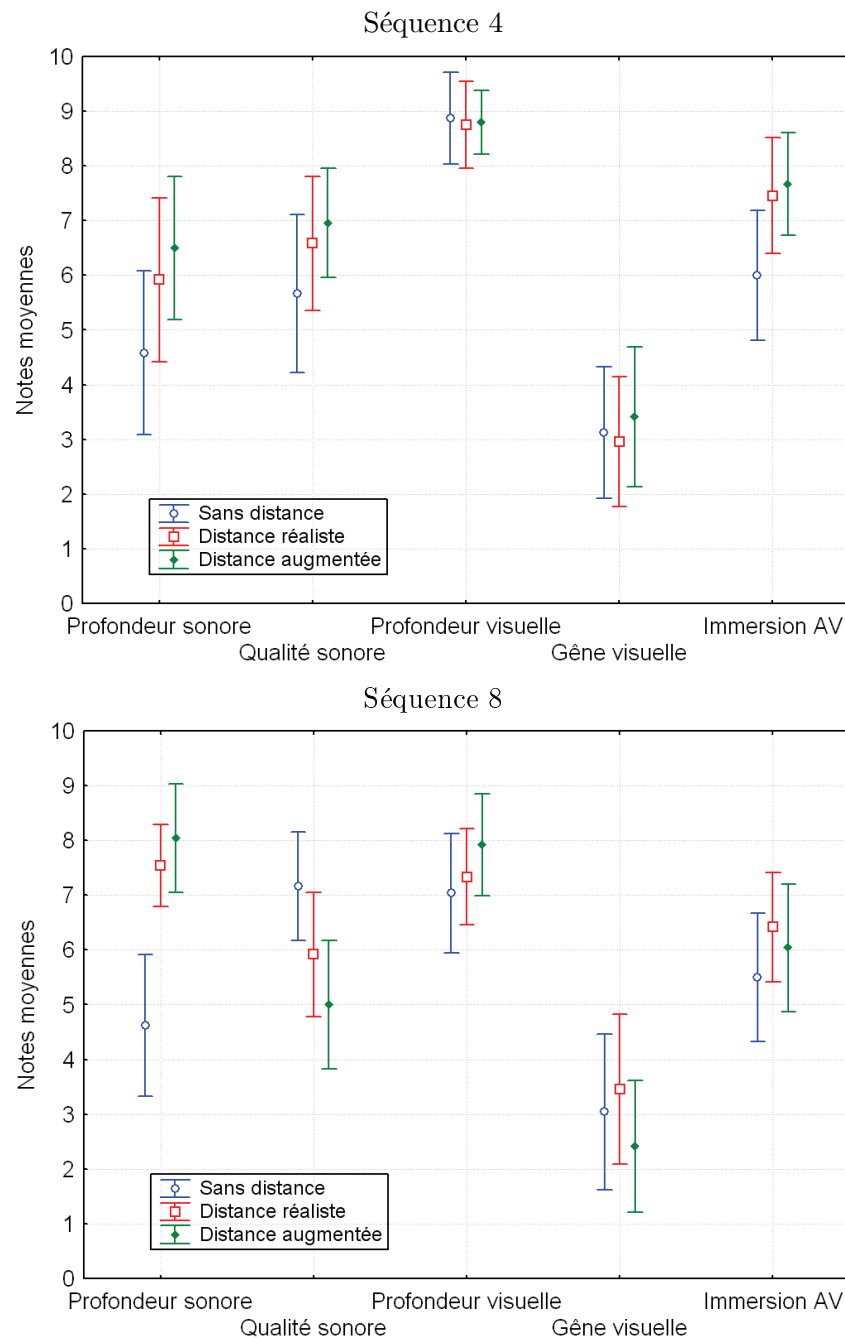 Séquence 4
10
9
8
7
6
5
4
3
2
1
0
Notes moyennes
Sans distance
Distance réaliste
Distance augmentée
Profondeur sonore
Qualité sonore
Profondeur visuelle
Gêne visuelle
Immersion AV
Séquence 8
10
9
8
7
6
5
4
3
2
1
0
Notes moyennes
Sans distance
Distance réaliste
Distance augmentée
Profondeur sonore
Qualité sonore
Profondeur visuelle
Gêne visuelle
Immersion AV